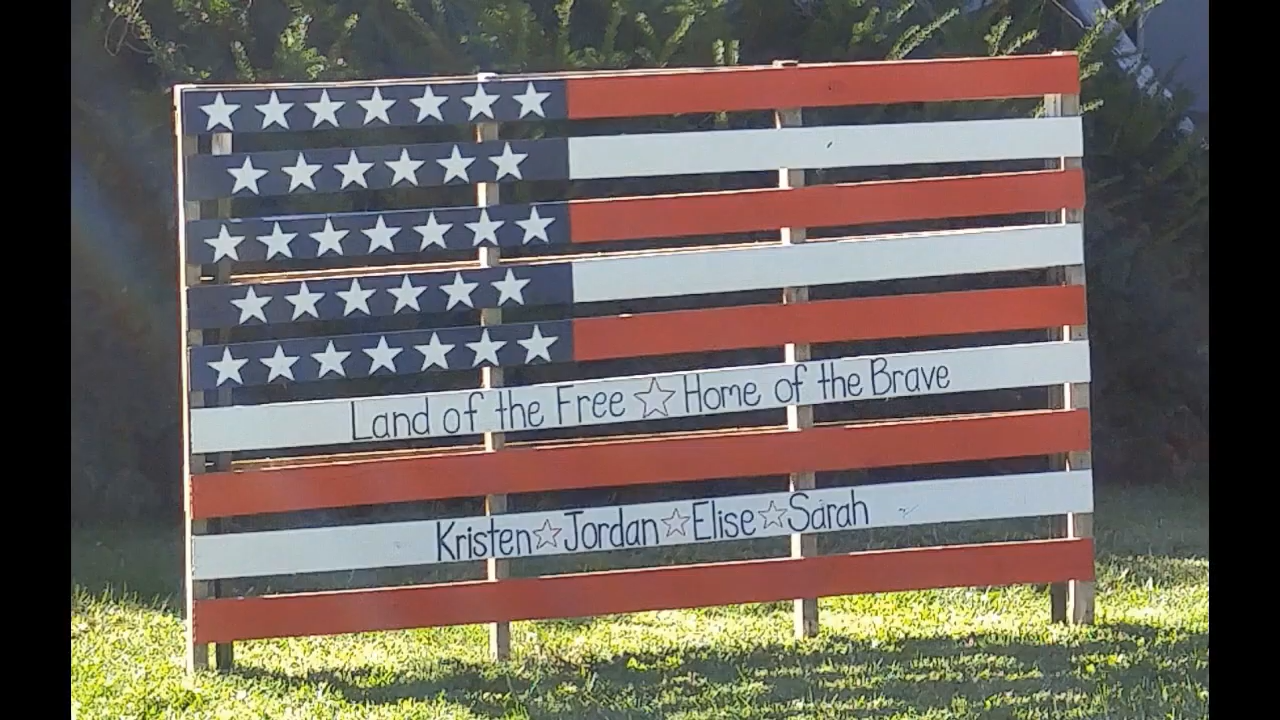 Land of the Free ☆ Home of the Brave
Kristen ☆ Jordan ☆ Elise ☆ Sarah